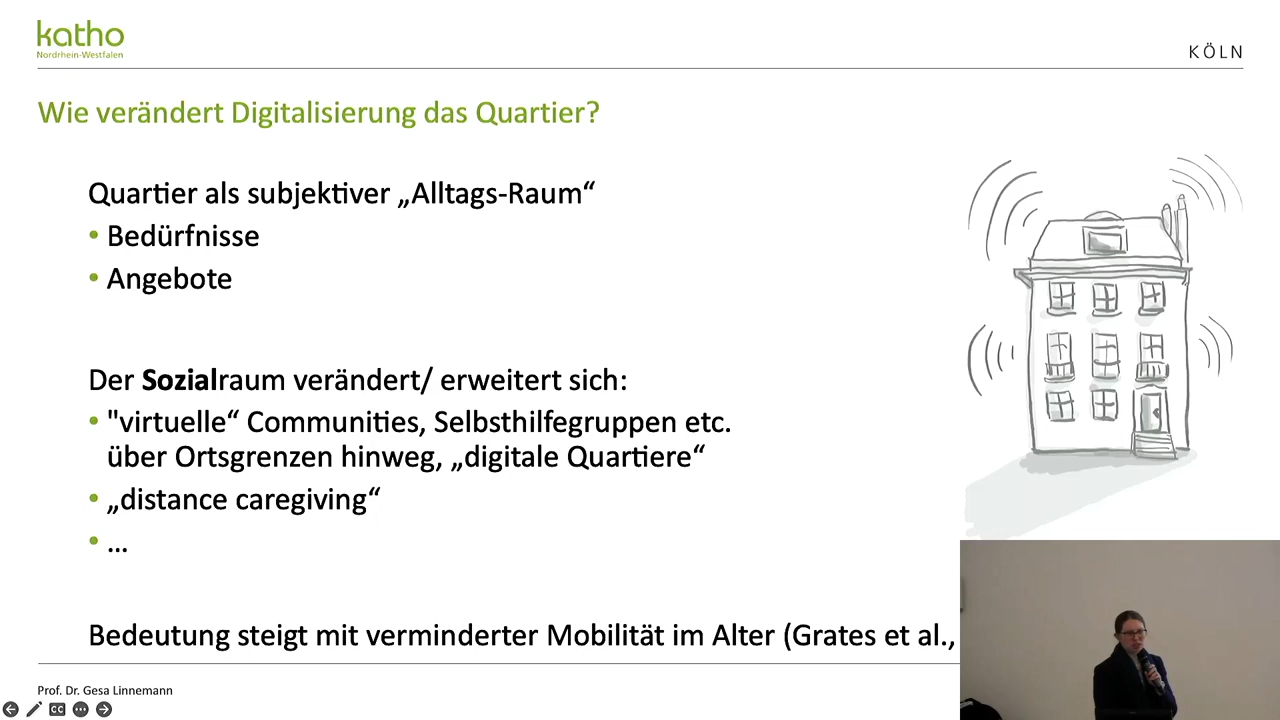 katho
Nordrhein-Westfalen
KÖLN
Wie verändert Digitalisierung das Quartier?
Quartier als subjektiver „Alltags-Raum“
• Bedürfnisse
• Angebote
Der Sozialraum verändert/ erweitert sich:
• "virtuelle“ Communities, Selbsthilfegruppen etc.
über Ortsgrenzen hinweg, „digitale Quartiere“
• „distance caregiving“
• ...
Bedeutung steigt mit verminderter Mobilität im Alter (Grates et al.,
Prof. Dr. Gesa Linnemann
CC